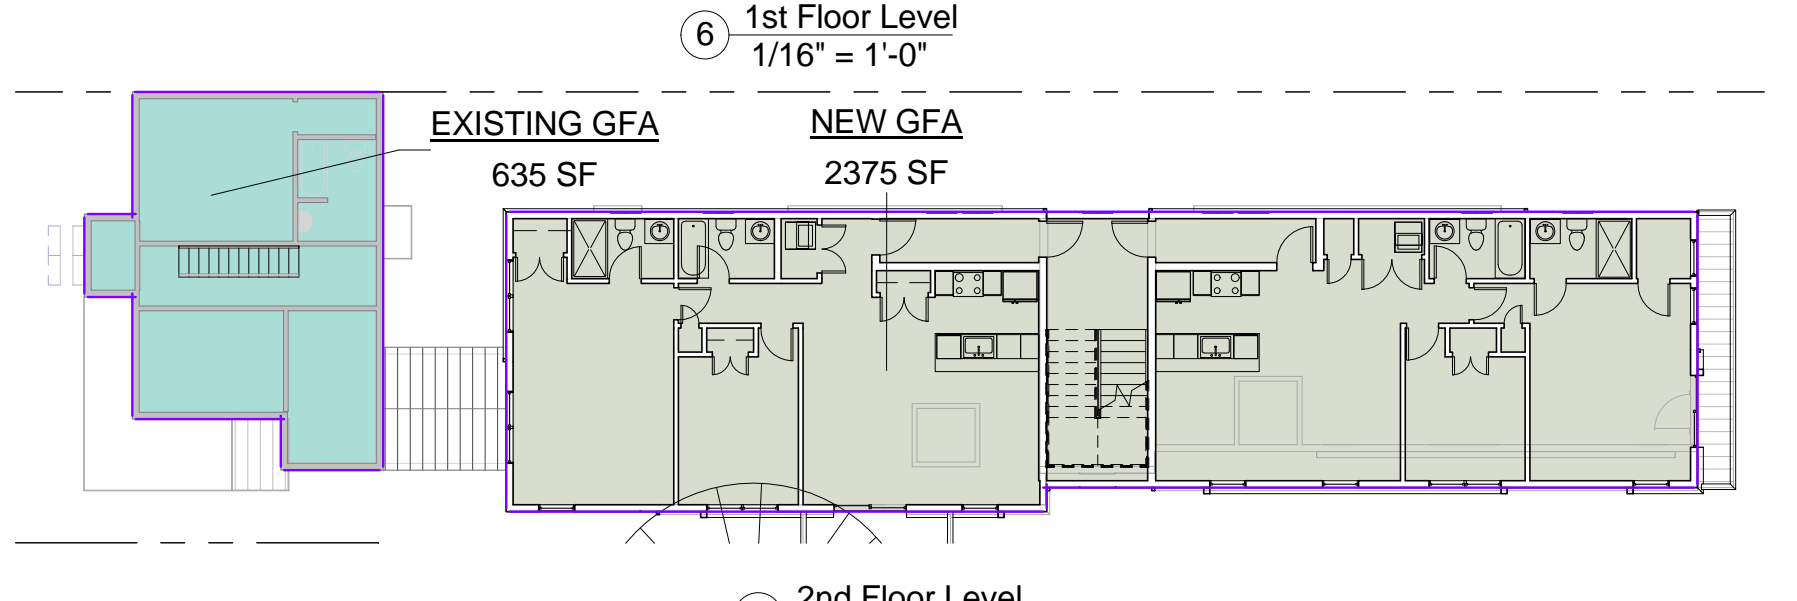 6
1st Floor Level
1/16" = 1'-0"
EXISTING GFA
635 SF
NEW GFA
2375 SF
2nd Floor Level